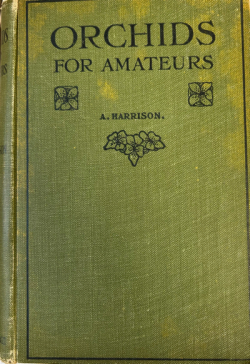 ORCHIDS
FOR AMATEURS
A. HARRISON.